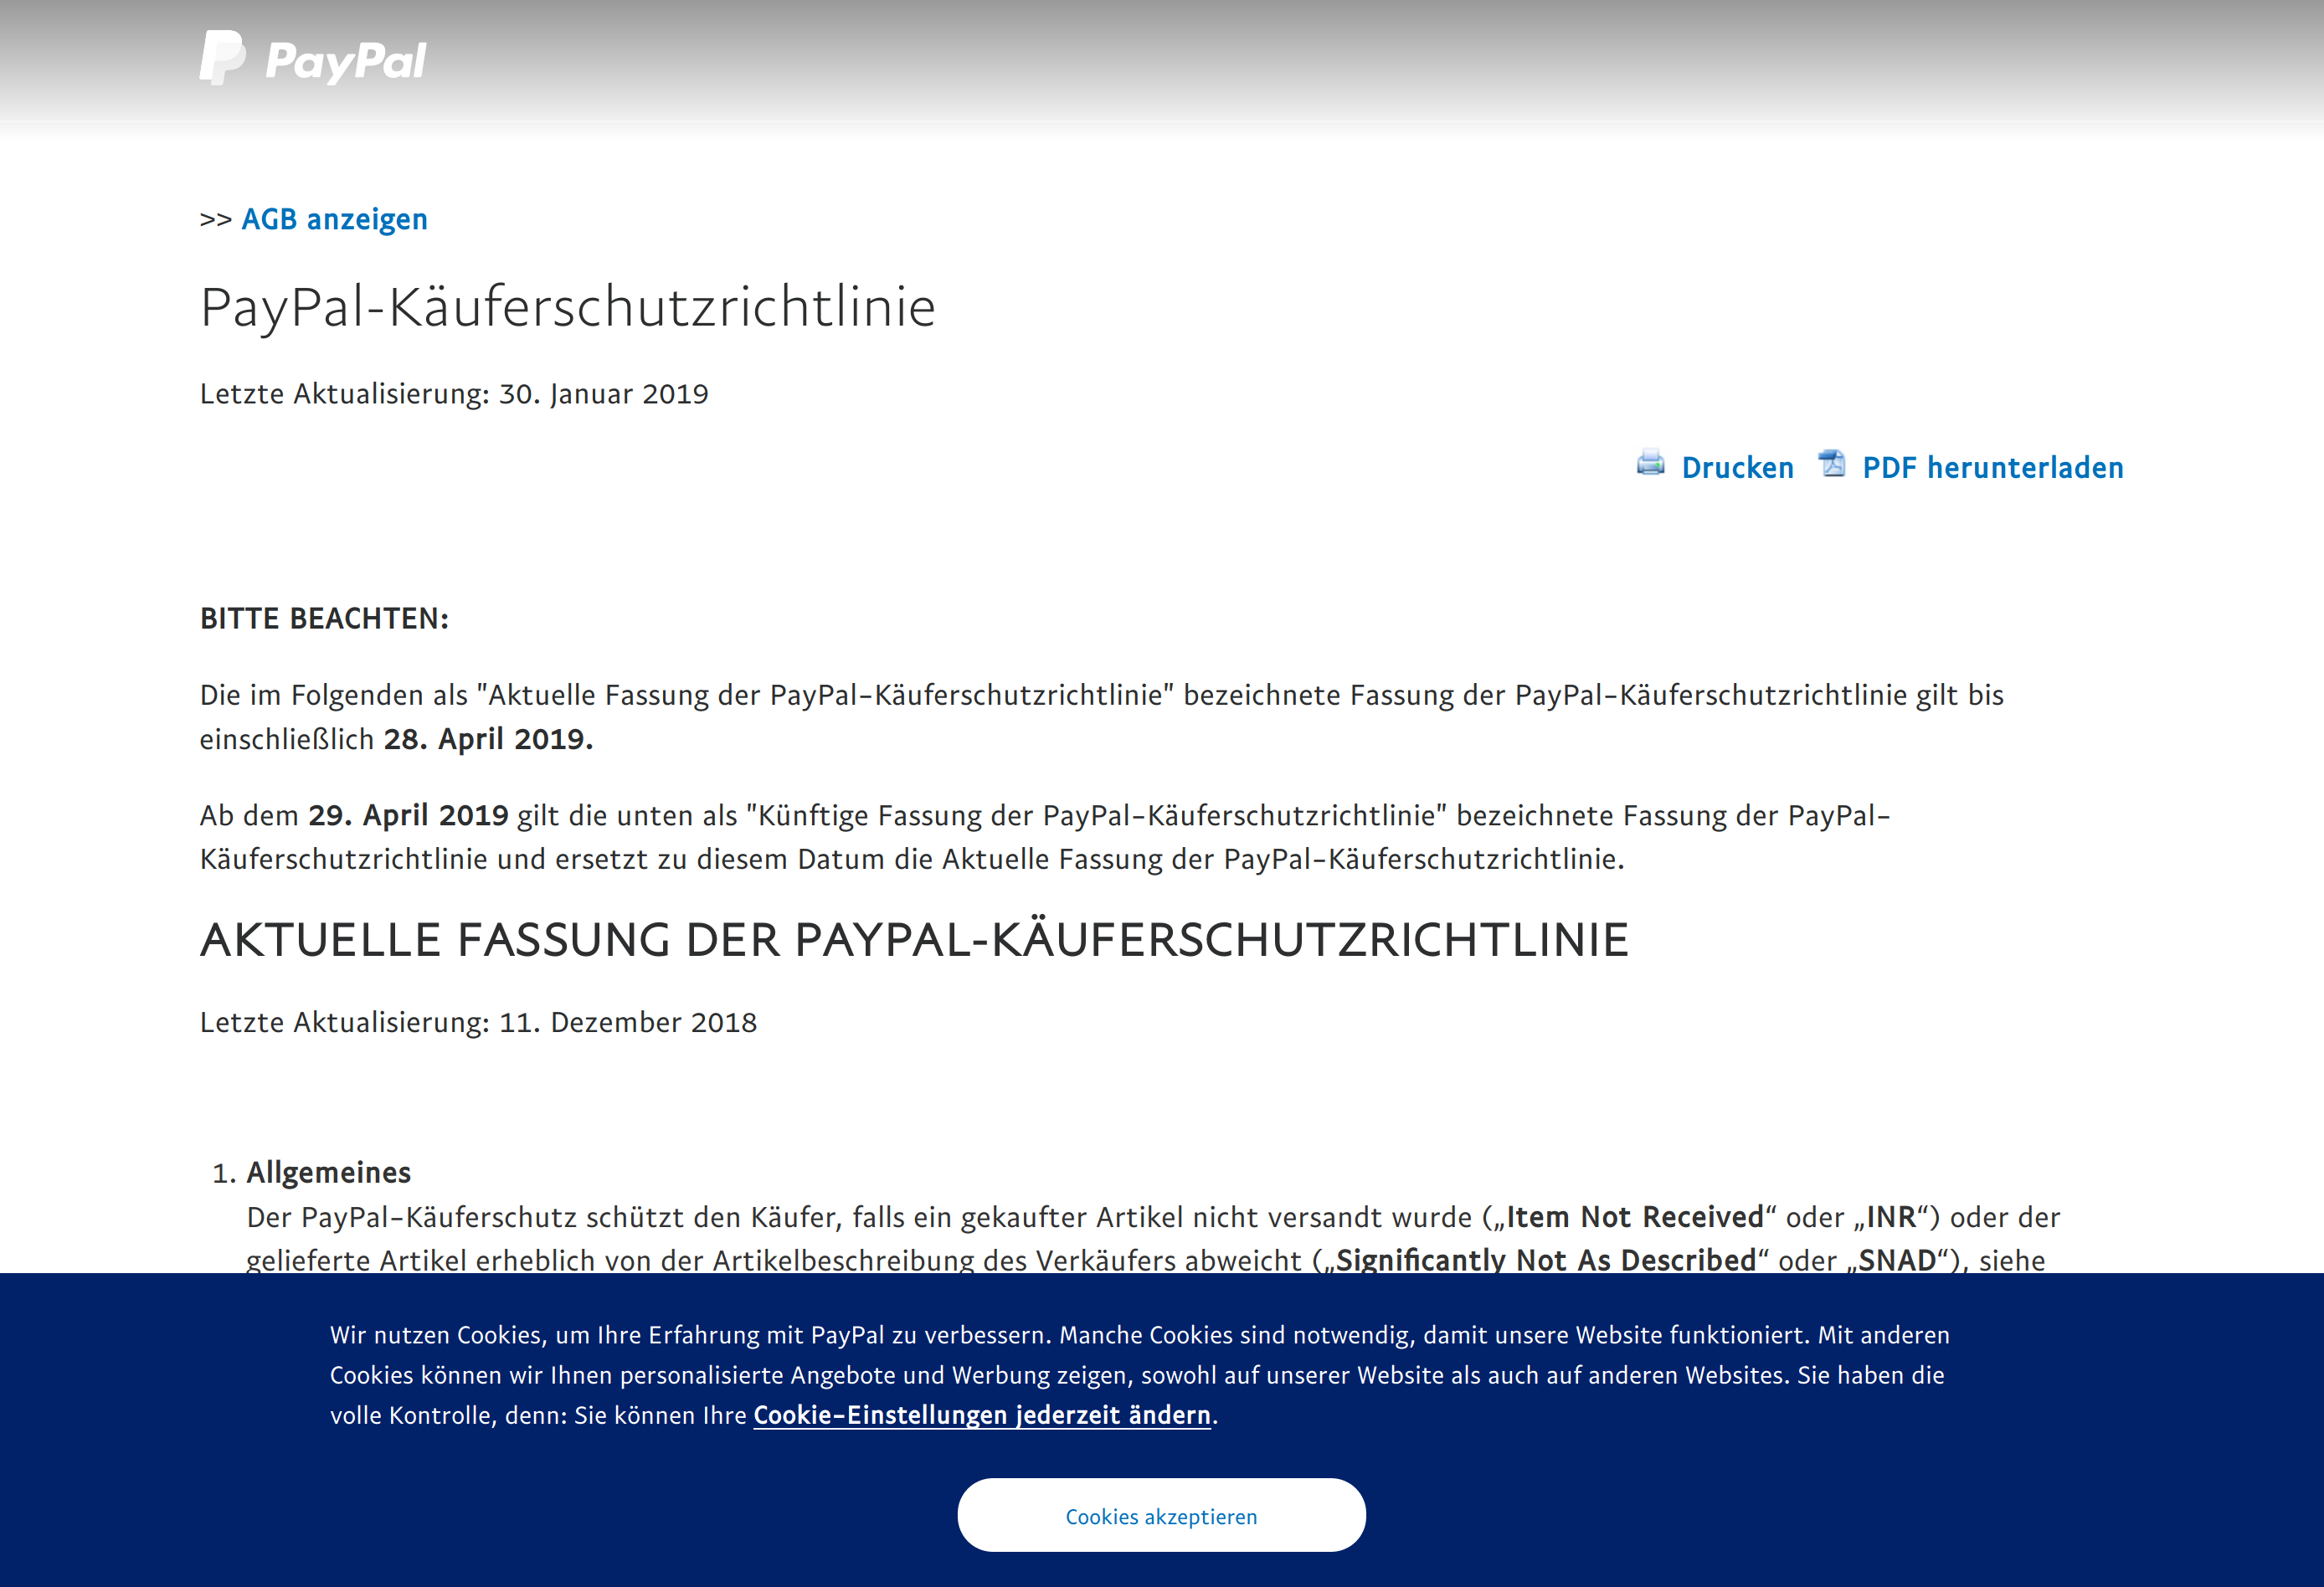 PayPal
>> AGB anzeigen
PayPal-Käuferschutzrichtlinie
Letzte Aktualisierung: 30. Januar 2019
Drucken PDF herunterladen
BITTE BEACHTEN:
Die im Folgenden als "Aktuelle Fassung der PayPal-Käuferschutzrichtlinie" bezeichnete Fassung der PayPal-Käuferschutzrichtlinie gilt bis
einschließlich 28. April 2019.
Ab dem 29. April 2019 gilt die unten als "Künftige Fassung der PayPal-Käuferschutzrichtlinie" bezeichnete Fassung der PayPal-
Käuferschutzrichtlinie und ersetzt zu diesem Datum die Aktuelle Fassung der PayPal-Käuferschutzrichtlinie.
AKTUELLE FASSUNG DER PAYPAL-KÄUFERSCHUTZRICHTLINIE
Letzte Aktualisierung: 11. Dezember 2018
1. Allgemeines
Der PayPal-Käuferschutz schützt den Käufer, falls ein gekaufter Artikel nicht versandt wurde („Item Not Received“ oder „INR“) oder der
gelieferte Artikel erheblich von der Artikelbeschreibung des Verkäufers abweicht („Significantly Not As Described“ oder „SNAD“), siehe
Wir nutzen Cookies, um Ihre Erfahrung mit PayPal zu verbessern. Manche Cookies sind notwendig, damit unsere Website funktioniert. Mit anderen
Cookies können wir Ihnen personalisierte Angebote und Werbung zeigen, sowohl auf unserer Website als auch auf anderen Websites. Sie haben die
volle Kontrolle, denn: Sie können Ihre Cookie-Einstellungen jederzeit ändern.
Cookies akzeptieren